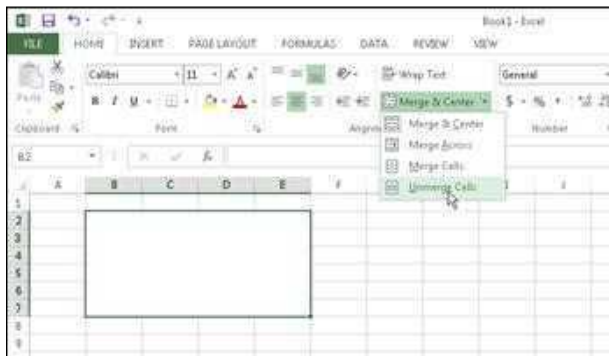 Book1 - Excel
FILE HOME INSERT PAGE LAYOUT FORMULAS DATA REVIEW VIEW
Calibri 11 A A Wrap Text General
Paste B I U A Merge & Center $ %
Clipboard Font Number
Merge & Center
Merge Across
Merge Cells
Unmerge Cells
B2 fx
A B C D E F
1
2
3
4
5
6
7
8
9